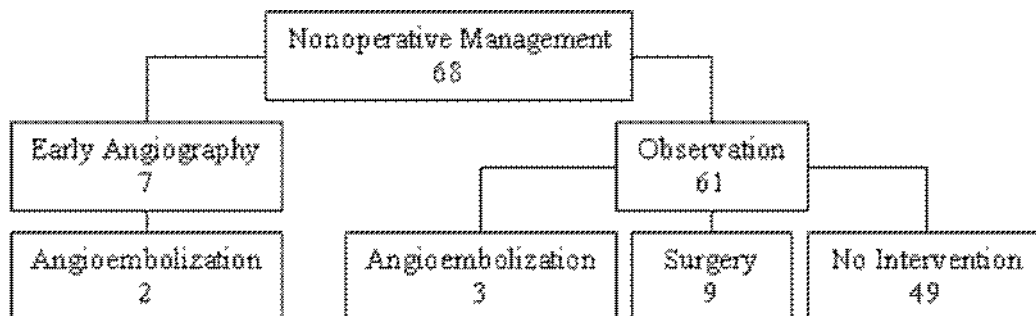 Nonoperative Management
68
Early Angiography
7
Observation
61
Angioembolization
2
Angioembolization
3
Surgery
9
No Intervention
49